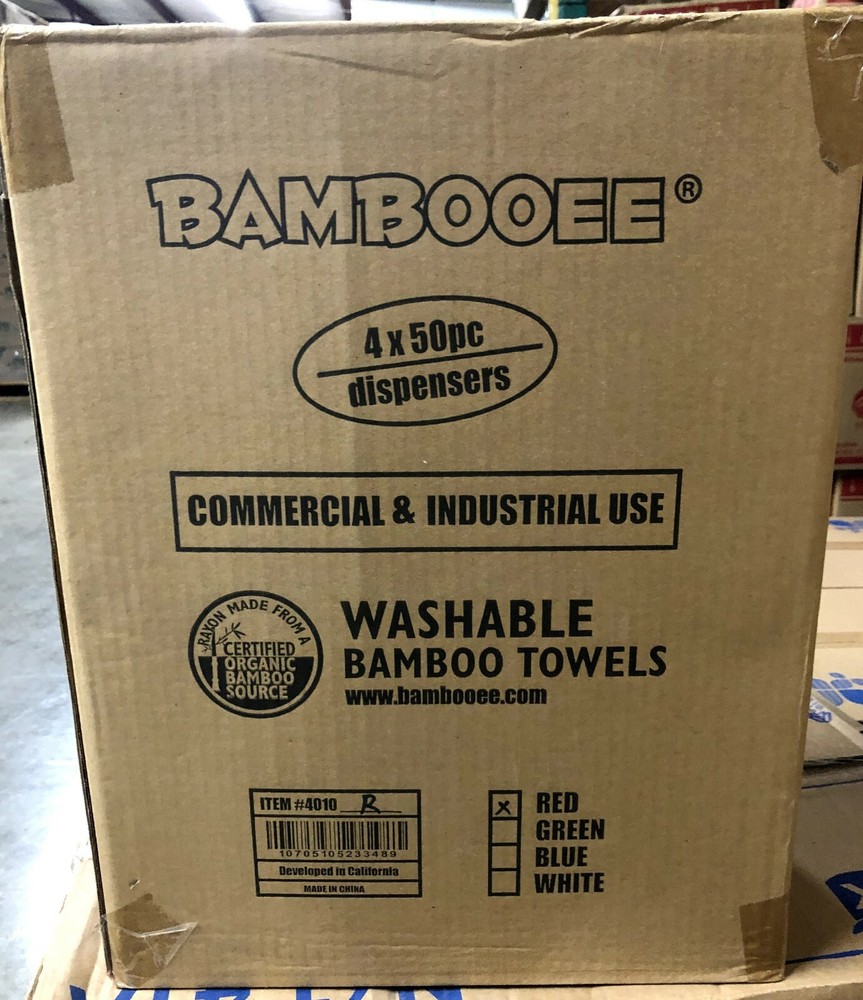 BAMBOOEE®
4 x 50pc
dispensers
COMMERCIAL & INDUSTRIAL USE
RAYON MADE FROM A
CERTIFIED
ORGANIC
BAMBOO
SOURCE
WASHABLE
BAMBOO TOWELS
www.bambooee.com
ITEM #4010 R
10705105233489
Developed in California
MADE IN CHINA
X RED
GREEN
BLUE
WHITE